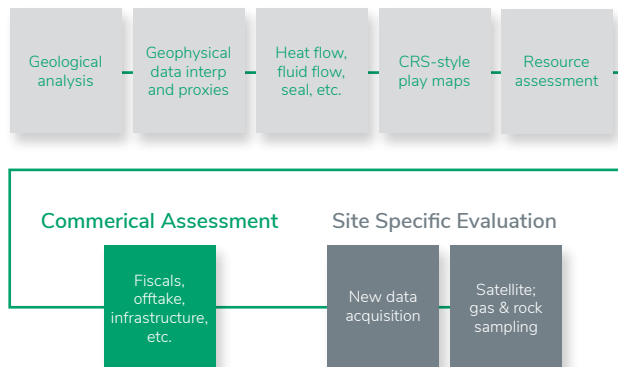 Geological
analysis
Geophysical
data interp
and proxies
Heat flow,
fluid flow,
seal, etc.
CRS-style
play maps
Resource
assessment
Commerical Assessment
Site Specific Evaluation
Fiscals,
offtake,
infrastructure,
etc.
New data
acquisition
Satellite;
gas & rock
sampling